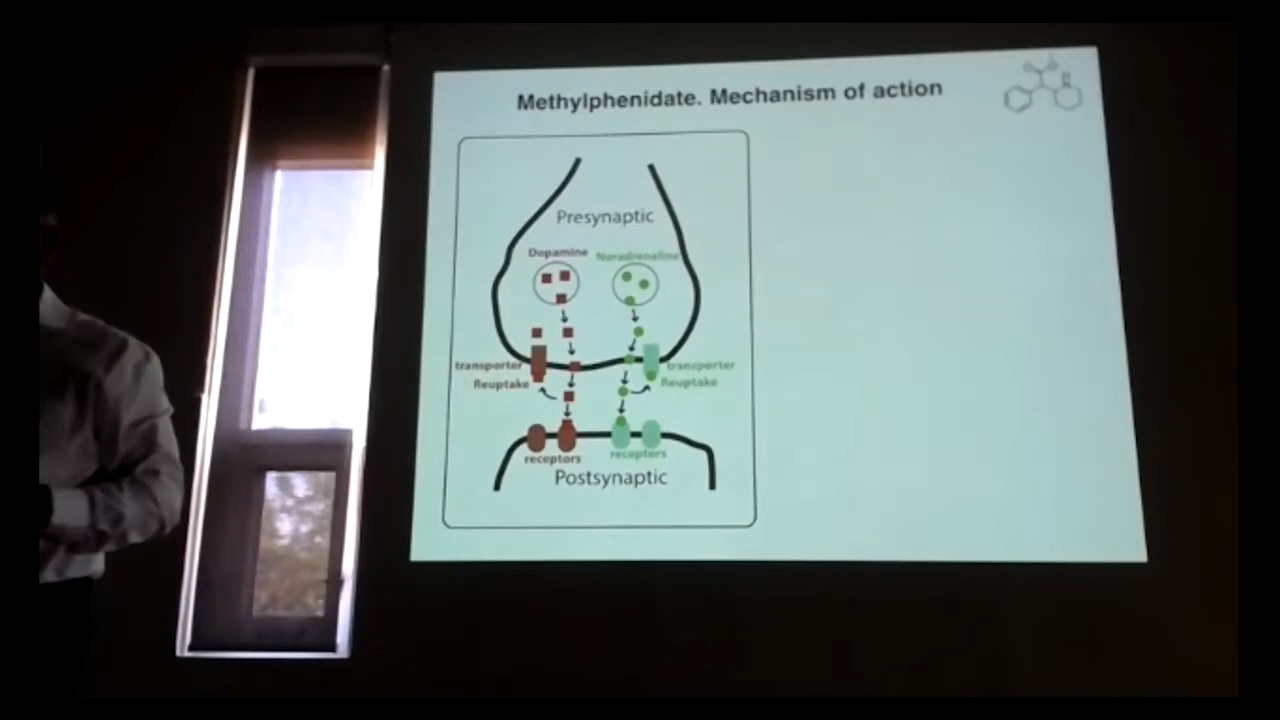 Methylphenidate. Mechanism of action
Presynaptic
Dopamine
Noradrenaline
transporter
Reuptake
transporter
Reuptake
receptors
receptors
Postsynaptic